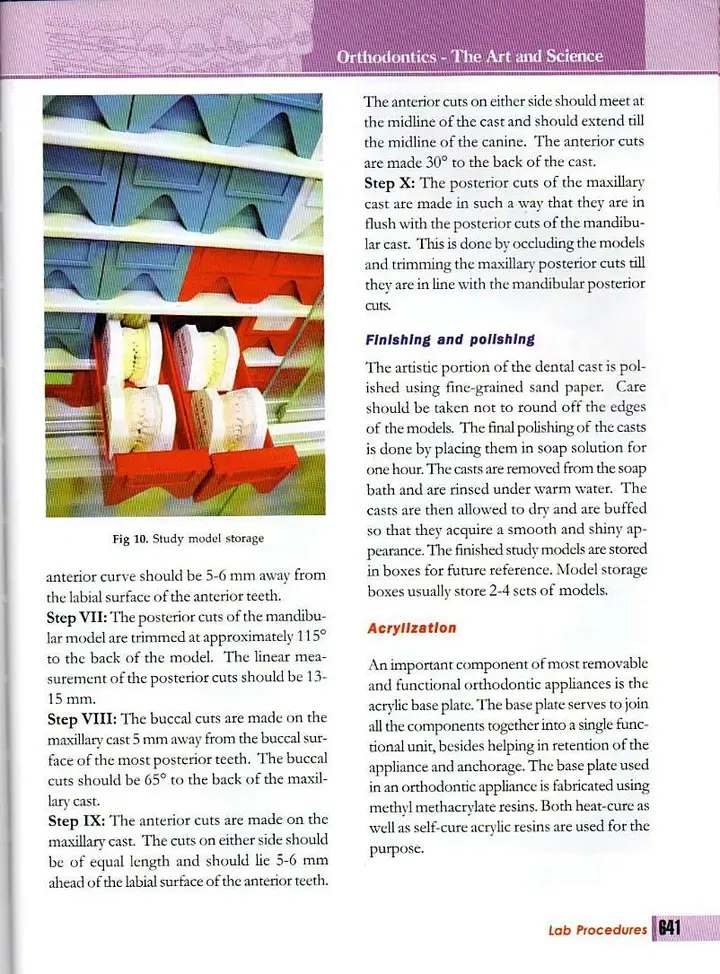 Orthodontics - The Art and Science
Fig 10. Study model storage
anterior curve should be 5-6 mm away from
the labial surface of the anterior teeth.
Step VII: The posterior cuts of the mandibu-
lar model are trimmed at approximately 115°
to the back of the model. The linear mea-
surement of the posterior cuts should be 13-
15 mm.
Step VIII: The buccal cuts are made on the
maxillary cast 5 mm away from the buccal sur-
face of the most posterior teeth. The buccal
cuts should be 65° to the back of the maxil-
lary cast.
Step IX: The anterior cuts are made on the
maxillary cast. The cuts on either side should
be of equal length and should lie 5-6 mm
ahead of the labial surface of the anterior teeth.
The anterior cuts on either side should meet at
the midline of the cast and should extend till
the midline of the canine. The anterior cuts
are made 30° to the back of the cast.
Step X: The posterior cuts of the maxillary
cast are made in such a way that they are in
flush with the posterior cuts of the mandibu-
lar cast. This is done by occluding the models
and trimming the maxillary posterior cuts till
they are in line with the mandibular posterior
cuts.
Finishing and polishing
The artistic portion of the dental cast is pol-
ished using fine-grained sand paper. Care
should be taken not to round off the edges
of the models. The final polishing of the casts
is done by placing them in soap solution for
one hour. The casts are removed from the soap
bath and are rinsed under warm water. The
casts are then allowed to dry and are buffed
so that they acquire a smooth and shiny ap-
pearance. The finished study models are stored
in boxes for future reference. Model storage
boxes usually store 2-4 sets of models.
Acrylization
An important component of most removable
and functional orthodontic appliances is the
acrylic base plate. The base plate serves to join
all the components together into a single func-
tional unit, besides helping in retention of the
appliance and anchorage. The base plate used
in an orthodontic appliance is fabricated using
methyl methacrylate resins. Both heat-cure as
well as self-cure acrylic resins are used for the
purpose.
Lab Procedures 641